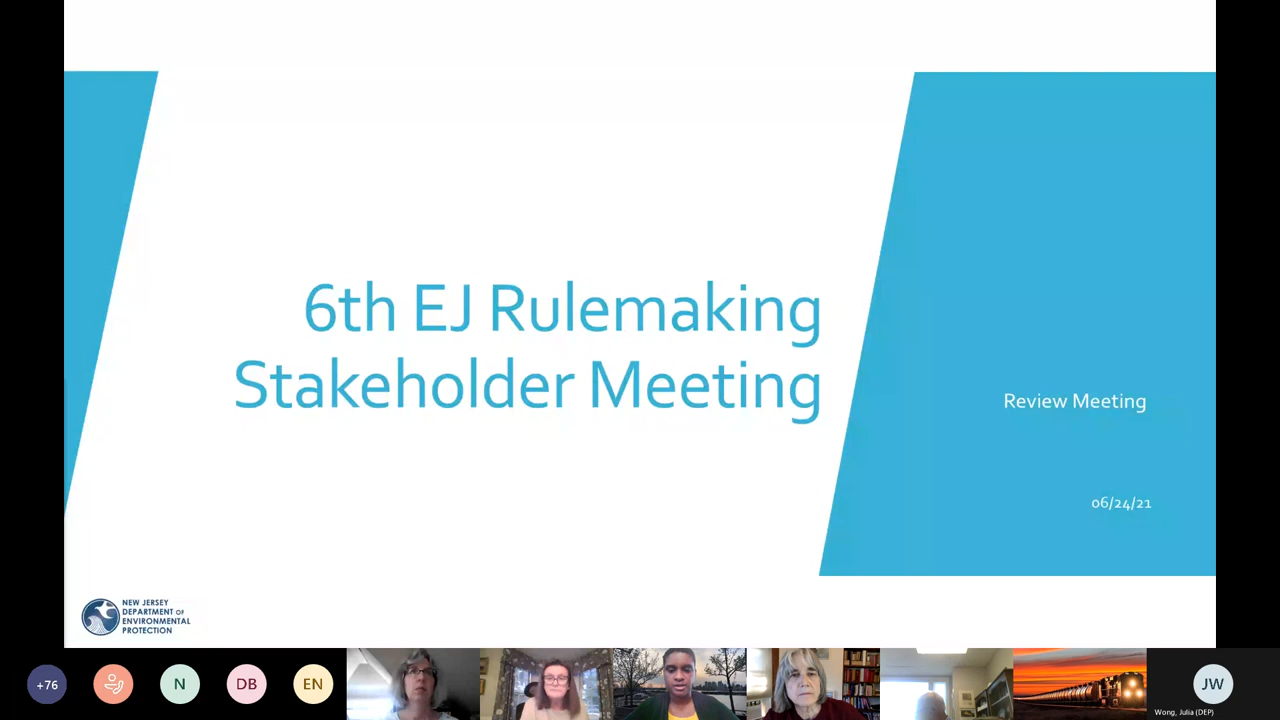 6th EJ Rulemaking
Stakeholder Meeting
Review Meeting
06/24/21
NEW JERSEY
DEPARTMENT OF
ENVIRONMENTAL
PROTECTION
+76
N
DB
EN
JW
Wong, Julia (DEP)